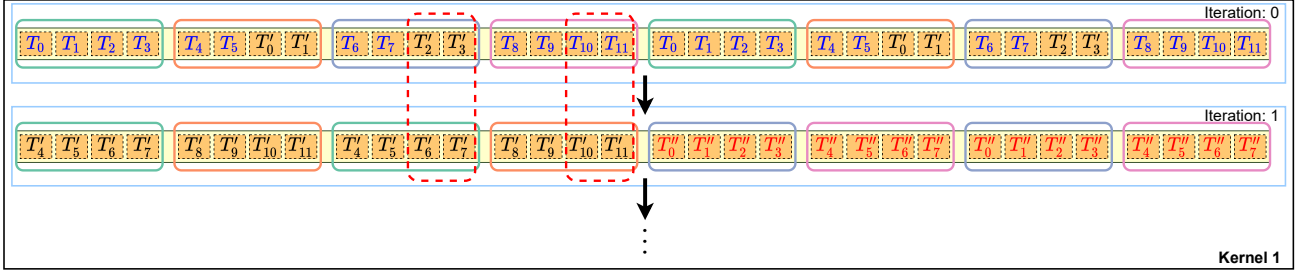 Iteration: 0
T₀ T₁ T₂ T₃ T₄ T₅ T′₀ T′₁ T₆ T₇ T′₂ T′₃ T₈ T₉ T₁₀ T₁₁ T₀ T₁ T₂ T₃ T₄ T₅ T′₀ T′₁ T₆ T₇ T′₂ T′₃ T₈ T₉ T₁₀ T₁₁
Iteration: 1
T′₄ T′₅ T′₆ T′₇ T′₈ T′₉ T′₁₀ T′₁₁ T′₄ T′₅ T′₆ T′₇ T′₈ T′₉ T′₁₀ T′₁₁ T″₀ T″₁ T″₂ T″₃ T″₄ T″₅ T″₆ T″₇ T″₀ T″₁ T″₂ T″₃ T″₄ T″₅ T″₆ T″₇
⋮
Kernel 1